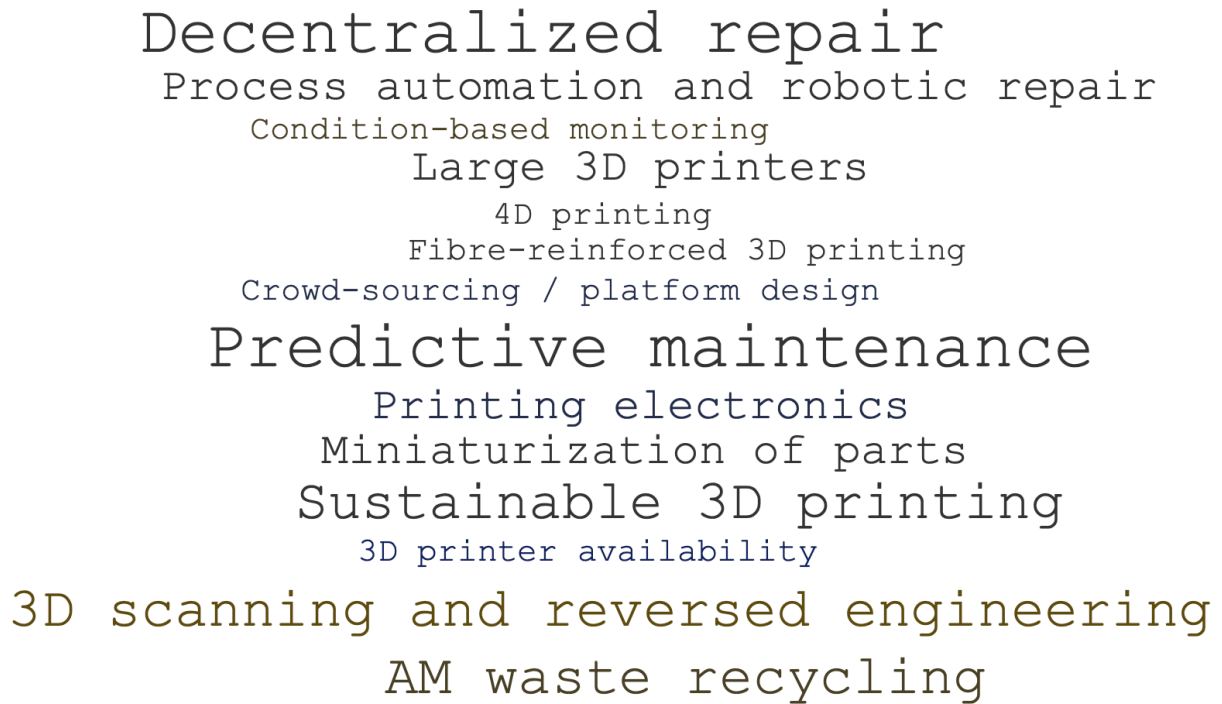 Decentralized repair
Process automation and robotic repair
Condition-based monitoring
Large 3D printers
4D printing
Fibre-reinforced 3D printing
Crowd-sourcing / platform design
Predictive maintenance
Printing electronics
Miniaturization of parts
Sustainable 3D printing
3D printer availability
3D scanning and reversed engineering
AM waste recycling